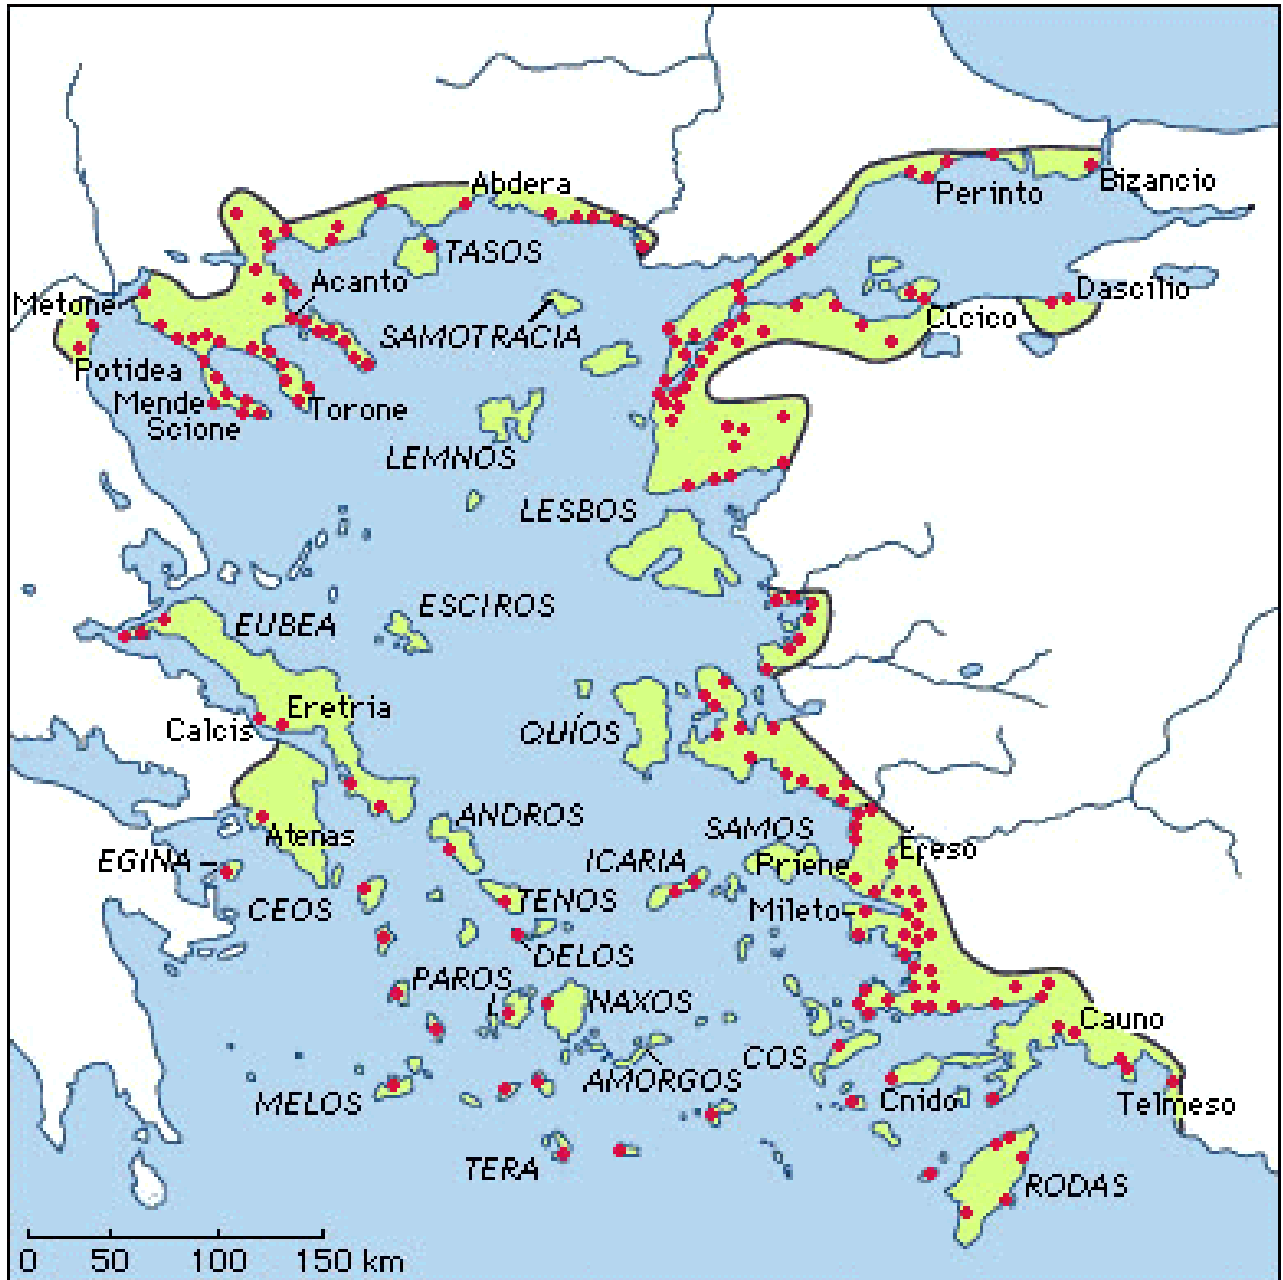 Abdera
Bizancio
Perinto
TASOS
Acanto
Dascilio
Metone
Cícico
SAMOTRACIA
Potidea
Mende
Torone
Scione
LEMNOS
LESBOS
ESCIROS
EUBEA
Eretria
Calcis
QUÍOS
ANDROS
SAMOS
Atenas
Éfeso
EGINA
ICARIA
Priene
CEOS
TENOS
Mileto
DELOS
PAROS
NAXOS
Cauno
COS
AMORGOS
MELOS
Cnido
Telmeso
TERA
RODAS
0 50 100 150 km